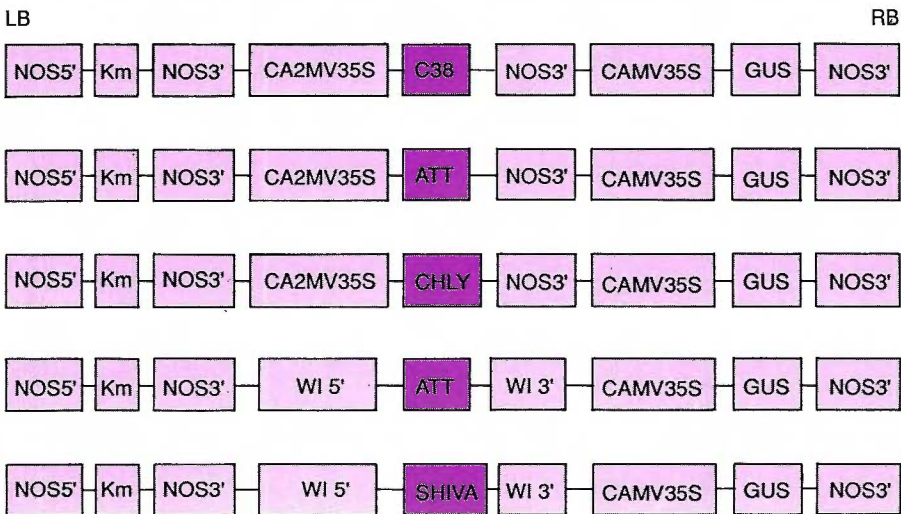 LB RB
NOS5' Km NOS3' CA2MV35S C38 NOS3' CAMV35S GUS NOS3'
NOS5' Km NOS3' CA2MV35S ATT NOS3' CAMV35S GUS NOS3'
NOS5' Km NOS3' CA2MV35S CHLY NOS3' CAMV35S GUS NOS3'
NOS5' Km NOS3' WI 5' ATT WI 3' CAMV35S GUS NOS3'
NOS5' Km NOS3' WI 5' SHIVA WI 3' CAMV35S GUS NOS3'